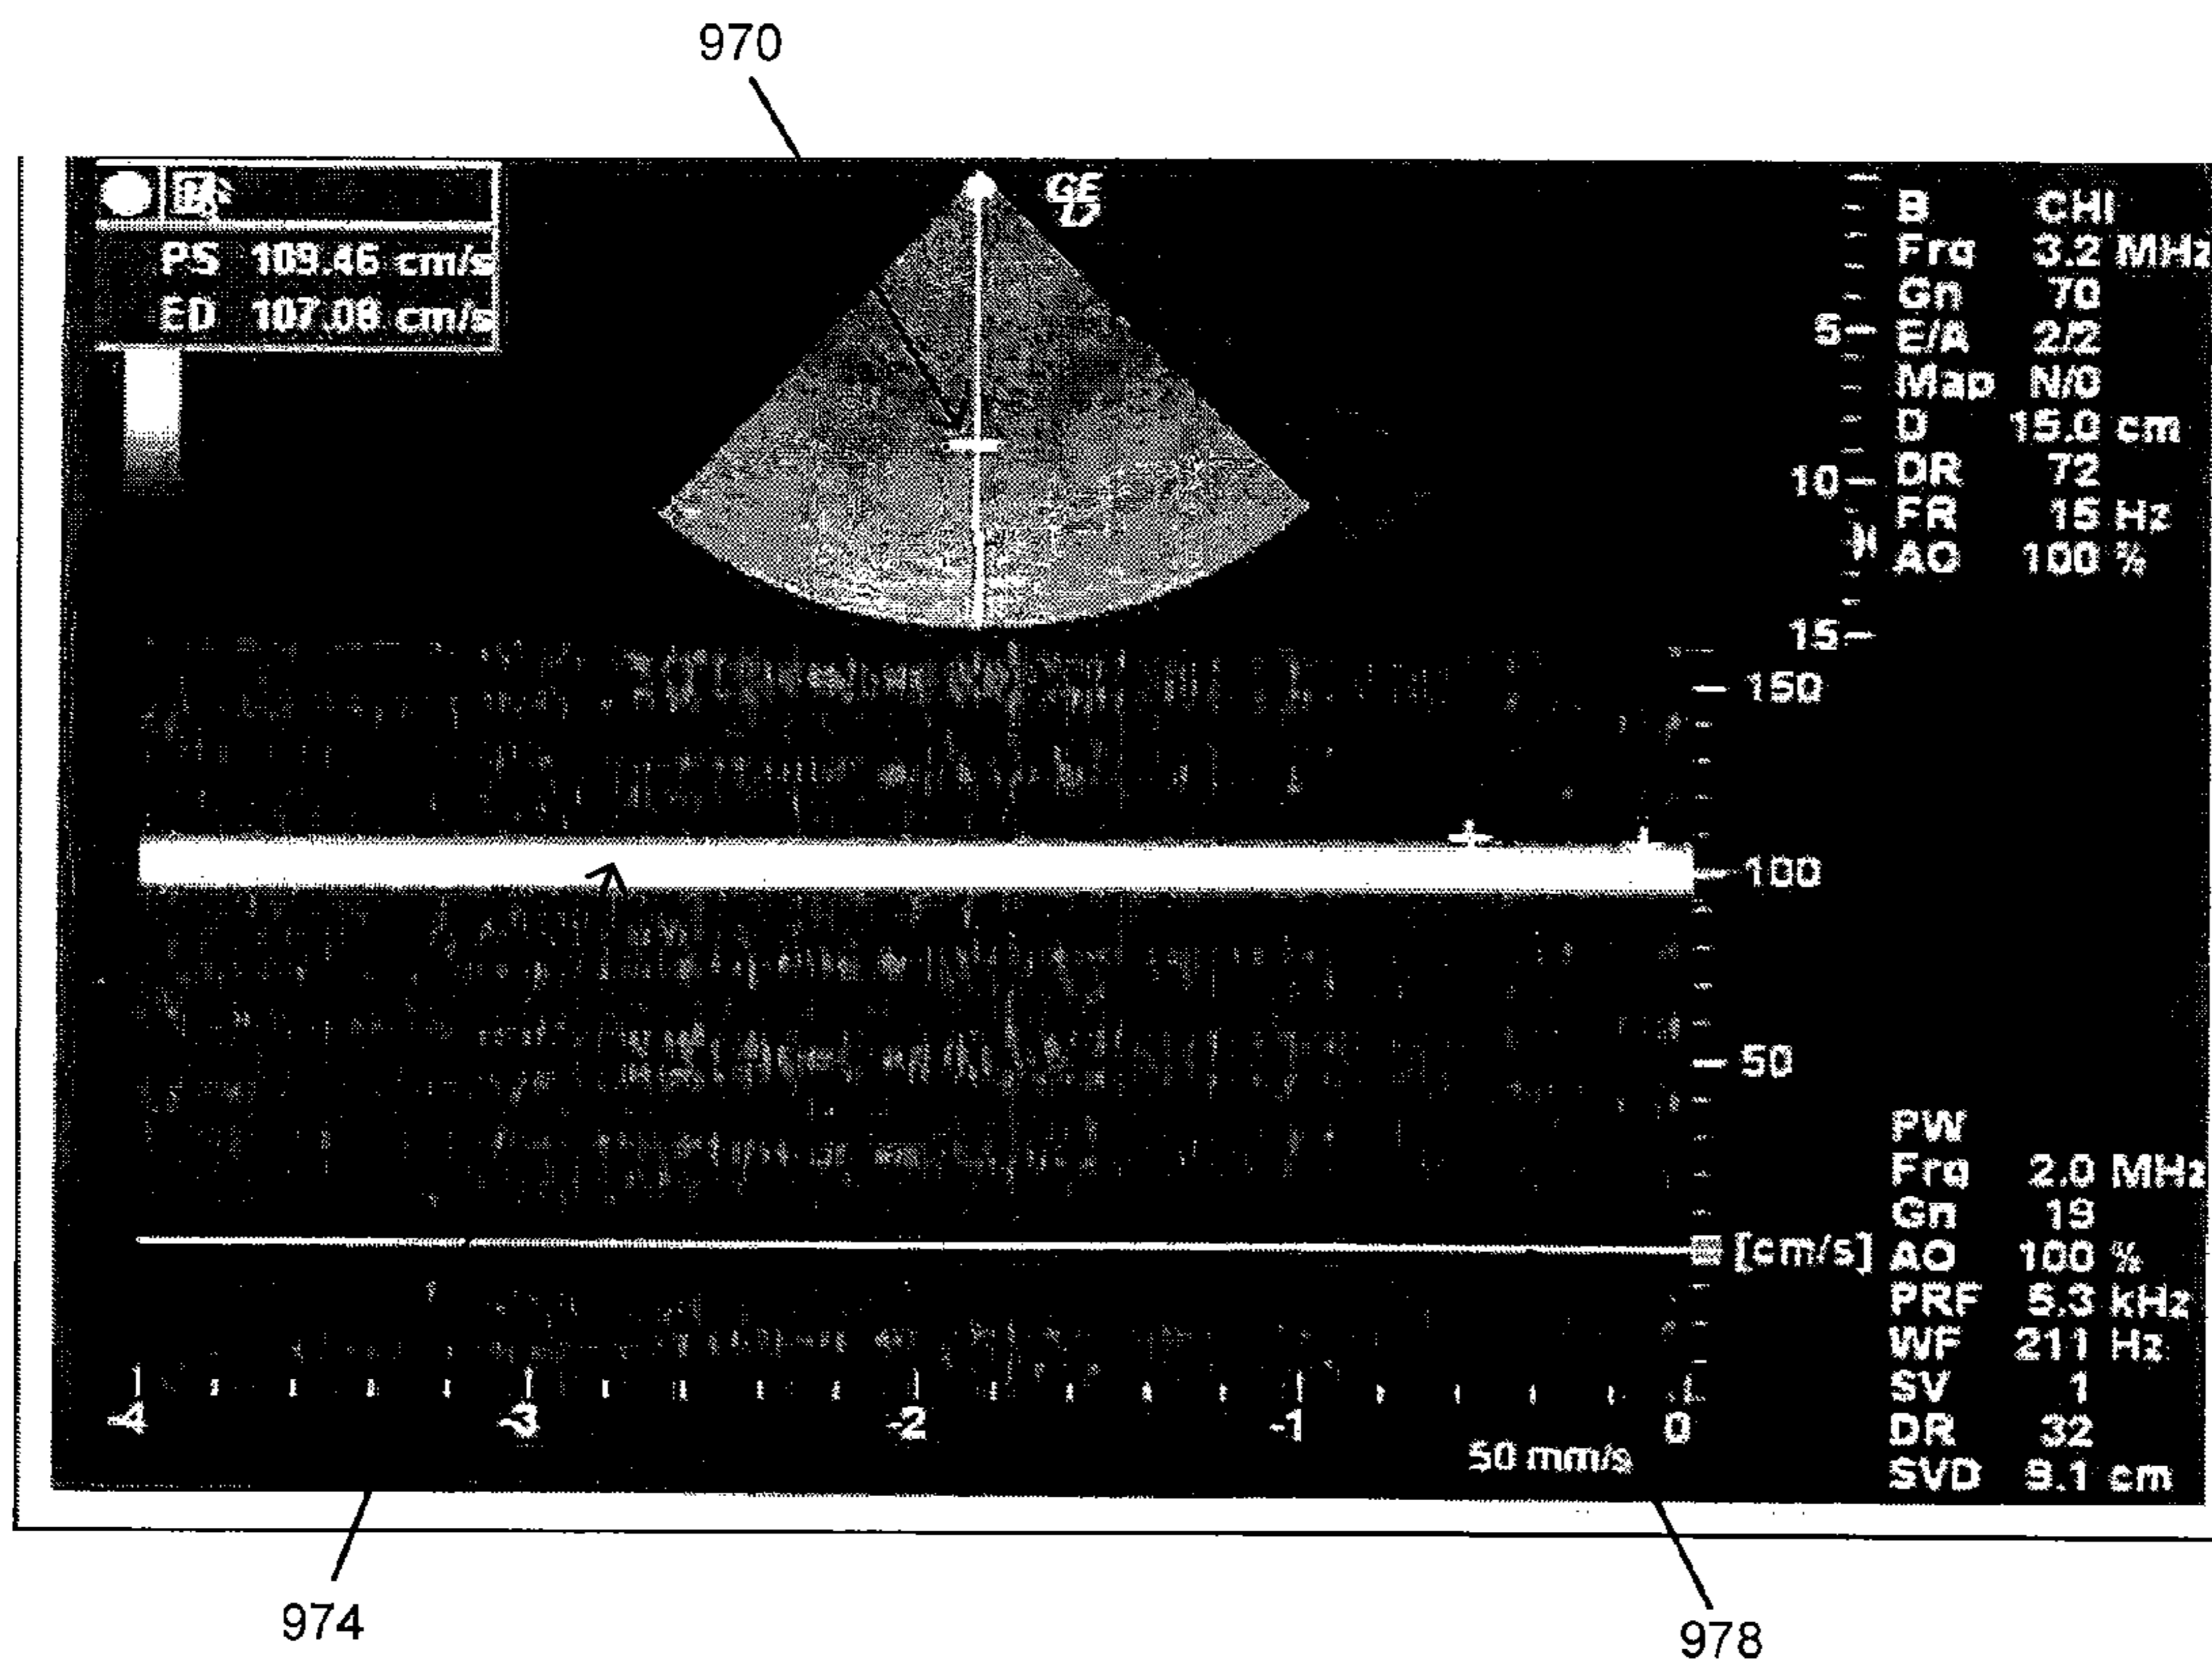 970
PS 109.46 cm/s
ED 107.08 cm/s
GE
B CHI
Frq 3.2 MHz
Gn 70
E/A 2/2
Map N/0
D 15.0 cm
DR 72
FR 15 Hz
AO 100 %
5
10
15
150
100
50
[cm/s]
PW
Frq 2.0 MHz
Gn 19
AO 100 %
PRF 5.3 kHz
WF 211 Hz
SV 1
DR 32
SVD 9.1 cm
-4 -3 -2 -1 0
50 mm/s
974
978